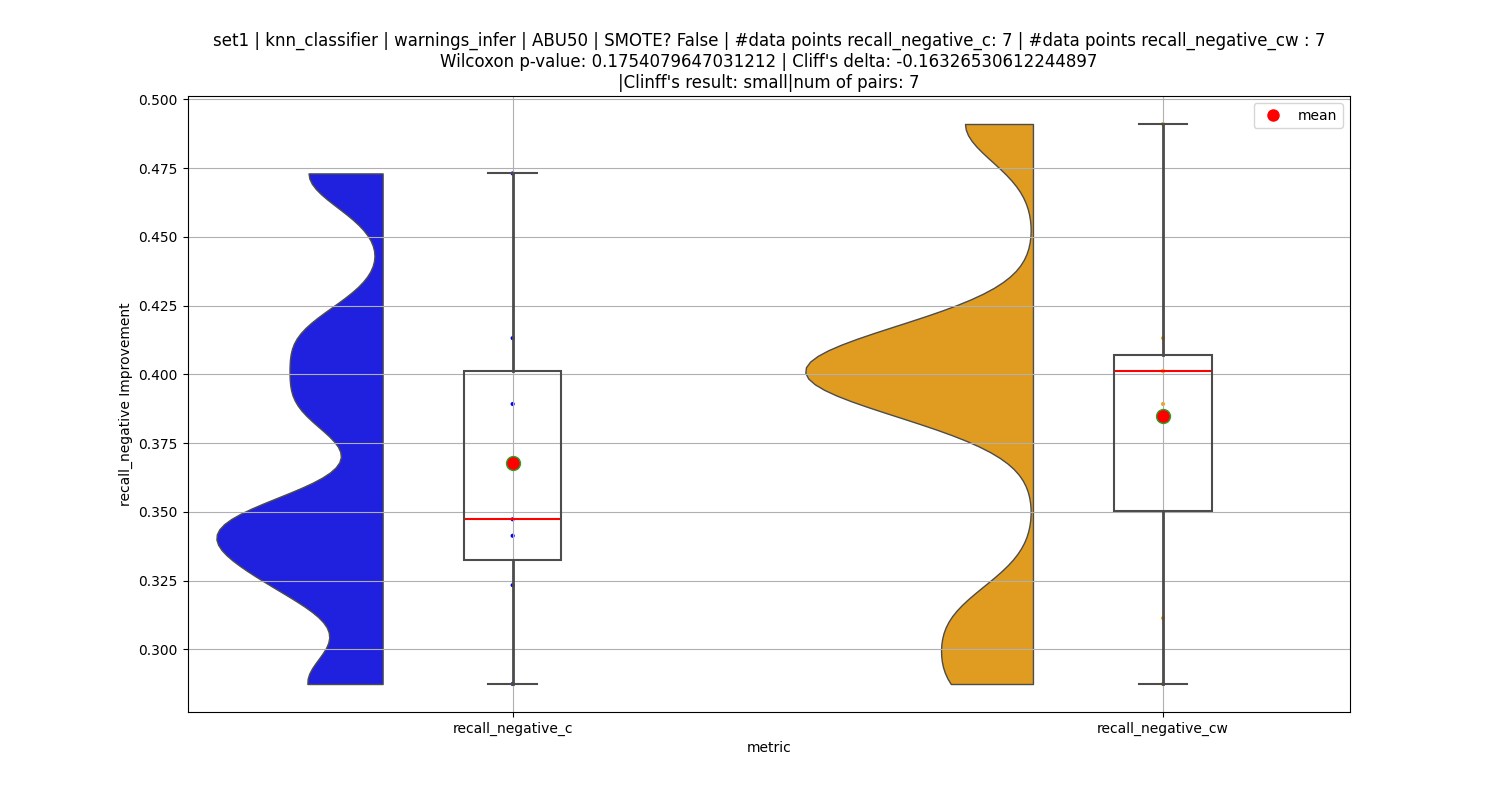 set1 | knn_classifier | warnings_infer | ABU50 | SMOTE? False | #data points recall_negative_c: 7 | #data points recall_negative_cw : 7
Wilcoxon p-value: 0.1754079647031212 | Cliff's delta: -0.16326530612244897
|Clinff's result: small|num of pairs: 7
mean
recall_negative Improvement
0.500
0.475
0.450
0.425
0.400
0.375
0.350
0.325
0.300
recall_negative_c
recall_negative_cw
metric